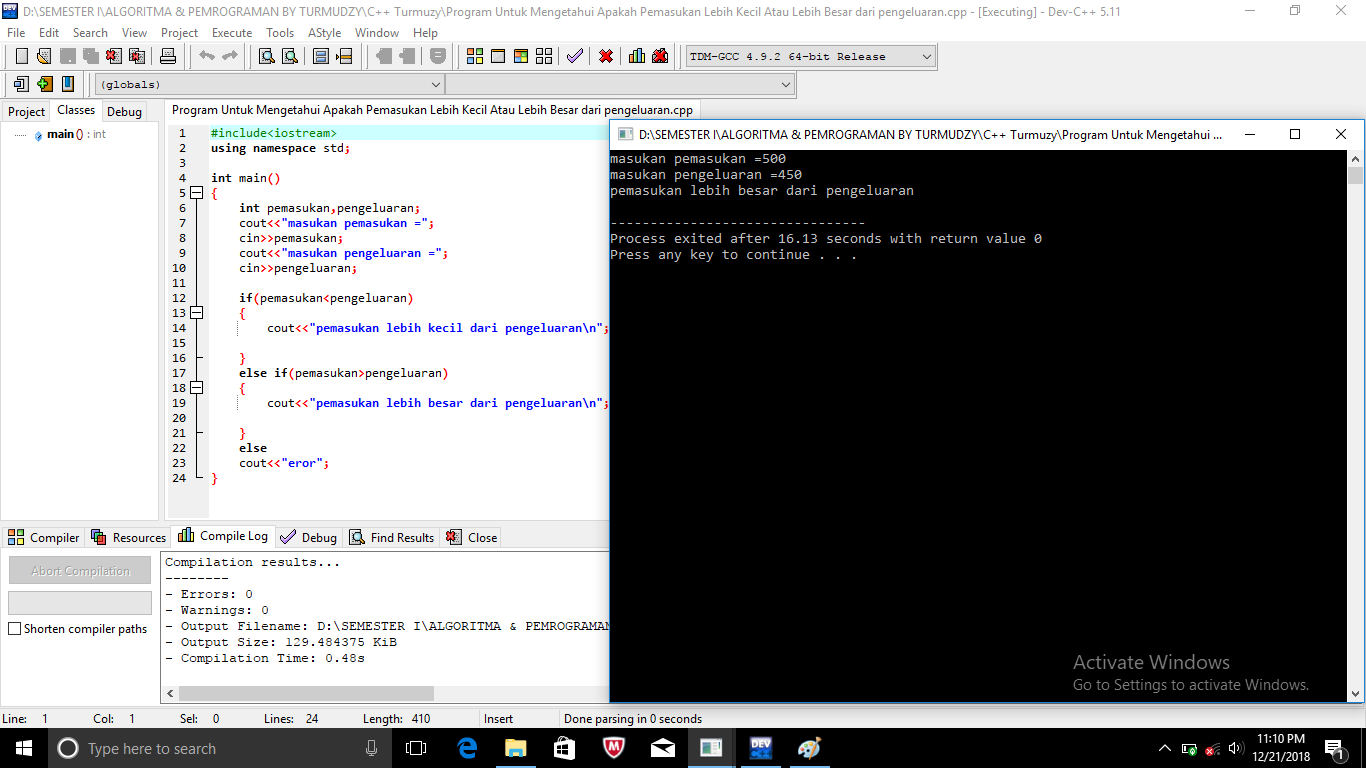 D:\SEMESTER I\ALGORITMA & PEMROGRAMAN BY TURMUDZY\C++ Turmuzy\Program Untuk Mengetahui Apakah Pemasukan Lebih Kecil Atau Lebih Besar dari pengeluaran.cpp - [Executing] - Dev-C++ 5.11
File Edit Search View Project Execute Tools AStyle Window Help
TDM-GCC 4.9.2 64-bit Release
(globals)
Project Classes Debug
main () : int
Program Untuk Mengetahui Apakah Pemasukan Lebih Kecil Atau Lebih Besar dari pengeluaran.cpp
1 #include<iostream>
2 using namespace std;
3
4 int main()
5 {
6 int pemasukan,pengeluaran;
7 cout<<"masukan pemasukan =";
8 cin>>pemasukan;
9 cout<<"masukan pengeluaran =";
10 cin>>pengeluaran;
11
12 if(pemasukan<pengeluaran)
13 {
14 cout<<"pemasukan lebih kecil dari pengeluaran\n";
15
16 }
17 else if(pemasukan>pengeluaran)
18 {
19 cout<<"pemasukan lebih besar dari pengeluaran\n";
20
21 }
22 else
23 cout<<"eror";
24 }
D:\SEMESTER I\ALGORITMA & PEMROGRAMAN BY TURMUDZY\C++ Turmuzy\Program Untuk Mengetahui ...
masukan pemasukan =500
masukan pengeluaran =450
pemasukan lebih besar dari pengeluaran
--------------------------------
Process exited after 16.13 seconds with return value 0
Press any key to continue . . .
Compiler Resources Compile Log Debug Find Results Close
Abort Compilation
Shorten compiler paths
Compilation results...
--------
- Errors: 0
- Warnings: 0
- Output Filename: D:\SEMESTER I\ALGORITMA & PEMROGRAMAN
- Output Size: 129.484375 KiB
- Compilation Time: 0.48s
Activate Windows
Go to Settings to activate Windows.
Line: 1 Col: 1 Sel: 0 Lines: 24 Length: 410 Insert Done parsing in 0 seconds
Type here to search
DEV
11:10 PM
12/21/2018
1